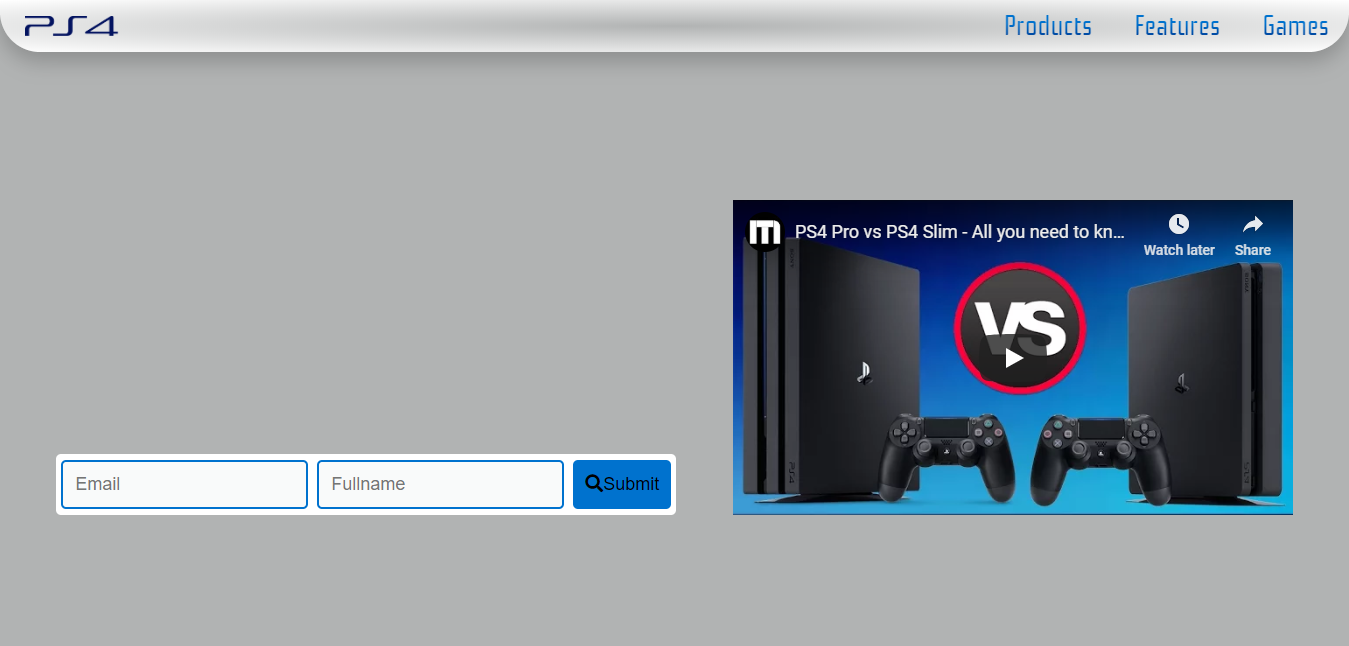 PS4
Products
Features
Games
PS4 Pro vs PS4 Slim - All you need to kn...
Watch later
Share
VS
Email
Fullname
Submit